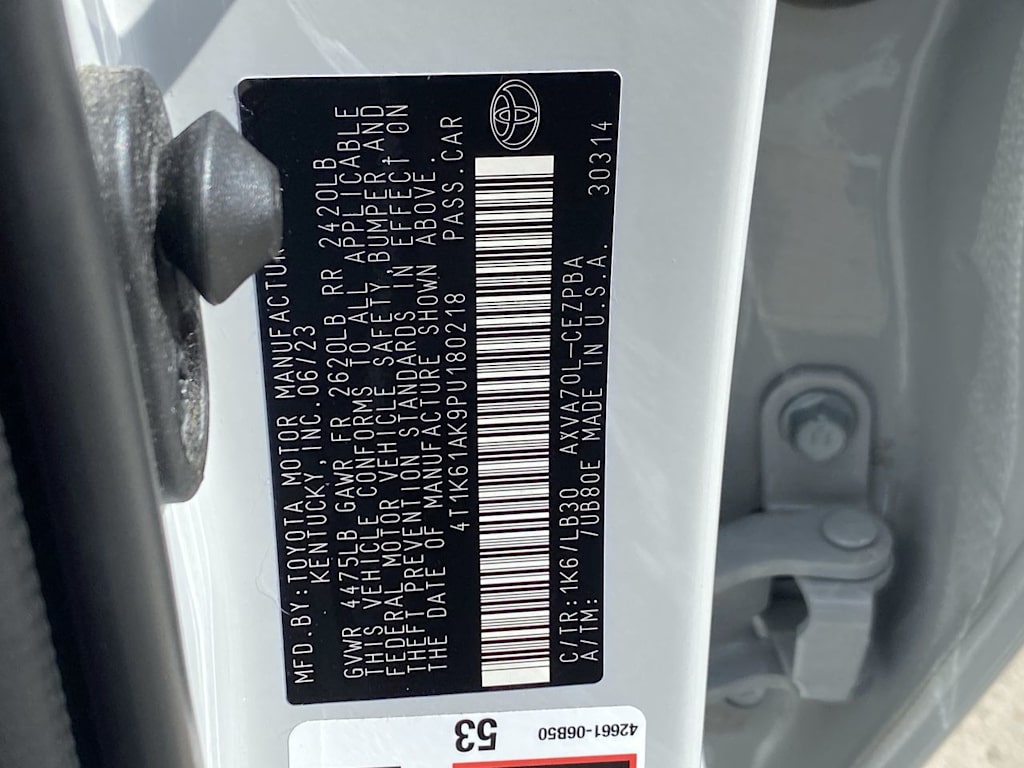 MFD.BY:TOYOTA MOTOR
KENTUCKY, INC. 06/23
GVWR 4475LB GAWR FR 2620LB RR 2420LB
THIS VEHICLE CONFORMS TO ALL APPLICABLE
FEDERAL MOTOR VEHICLE SAFETY, BUMPER, AND
THEFT PREVENTION STANDARDS IN EFFECT ON
THE DATE OF MANUFACTURE SHOWN ABOVE.
4T1K61AK9PU180218 PASS.CAR
C/TR:1K6/LB30 AXVA70L-CEZPBA
A/TM: /UB80E MADE IN U.S.A. 30314
53
42661-06B50